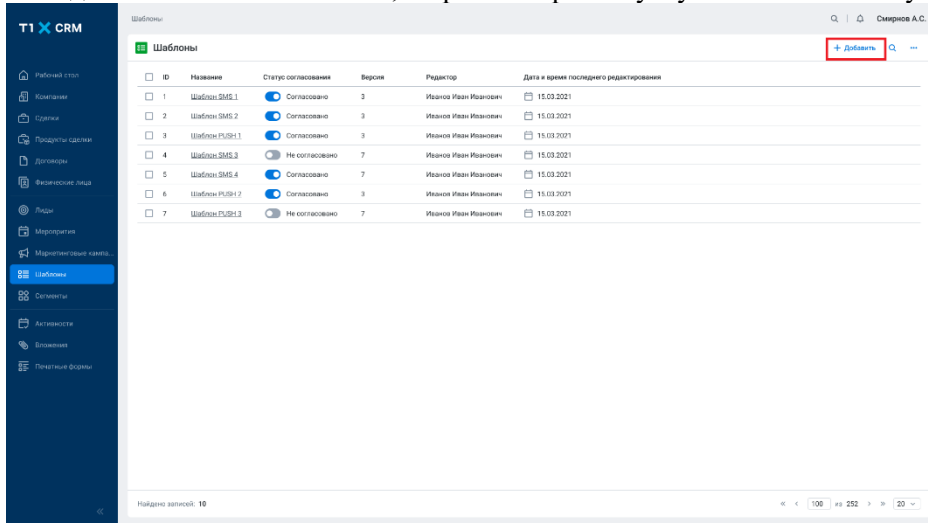 T1 X CRM
Рабочий стол
Компании
Сделки
Продукты сделки
Договоры
Физические лица
Лиды
Мероприятия
Маркетинговые кампа...
Шаблоны
Сегменты
Активности
Вложения
Печатные формы
Шаблоны
Смирнов А.С.
Шаблоны
+ Добавить
ID Название Статус согласования Версия Редактор Дата и время последнего редактирования
1 Шаблон SMS 1 Согласовано 3 Иванов Иван Иванович 15.03.2021
2 Шаблон SMS 2 Согласовано 3 Иванов Иван Иванович 15.03.2021
3 Шаблон PUSH 1 Согласовано 3 Иванов Иван Иванович 15.03.2021
4 Шаблон SMS 3 Не согласовано 7 Иванов Иван Иванович 15.03.2021
5 Шаблон SMS 4 Согласовано 7 Иванов Иван Иванович 15.03.2021
6 Шаблон PUSH 2 Согласовано 3 Иванов Иван Иванович 15.03.2021
7 Шаблон PUSH 3 Не согласовано 7 Иванов Иван Иванович 15.03.2021
Найдено записей: 10
« < 100 из 252 > » 20